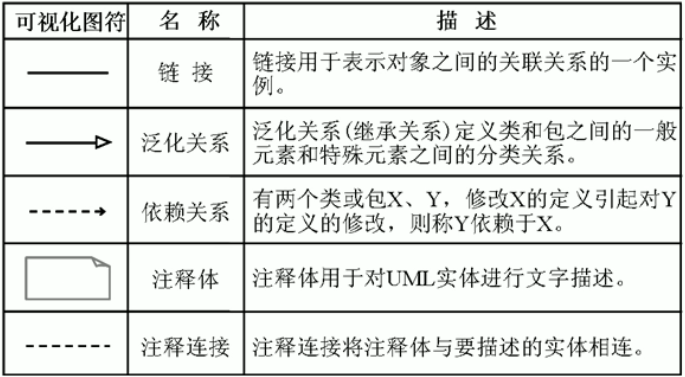 可视化图符 名 称 描 述
链 接 链接用于表示对象之间的关联关系的一个实
例。
泛化关系 泛化关系(继承关系)定义类和包之间的一般
元素和特殊元素之间的分类关系。
依赖关系 有两个类或包X、Y，修改X的定义引起对Y
的定义的修改，则称Y依赖于X。
注释体 注释体用于对UML实体进行文字描述。
注释连接 注释连接将注释体与要描述的实体相连。